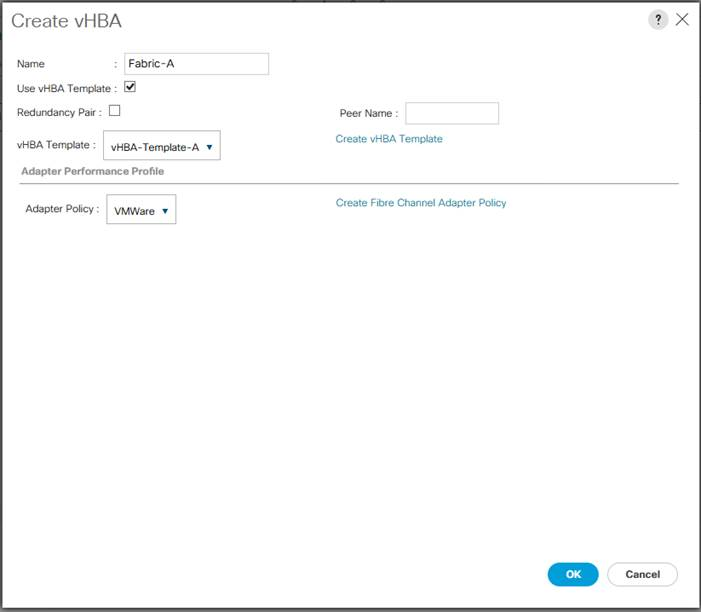 Create vHBA ?
Name : Fabric-A
Use vHBA Template :
Redundancy Pair : Peer Name :
vHBA Template : vHBA-Template-A Create vHBA Template
Adapter Performance Profile
Adapter Policy : VMWare Create Fibre Channel Adapter Policy
OK Cancel